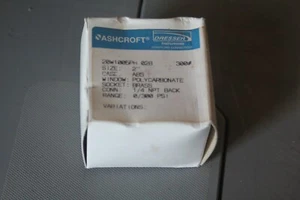 ASHCROFT®
DRESSER
20W1005PH 02B 300#
SIZE: 2"
CASE: ABS
WINDOW: POLYCARBONATE
SOCKET: BRASS
CONN: 1/4 NPT BACK
RANGE: 0/300 PSI
VARIATIONS: